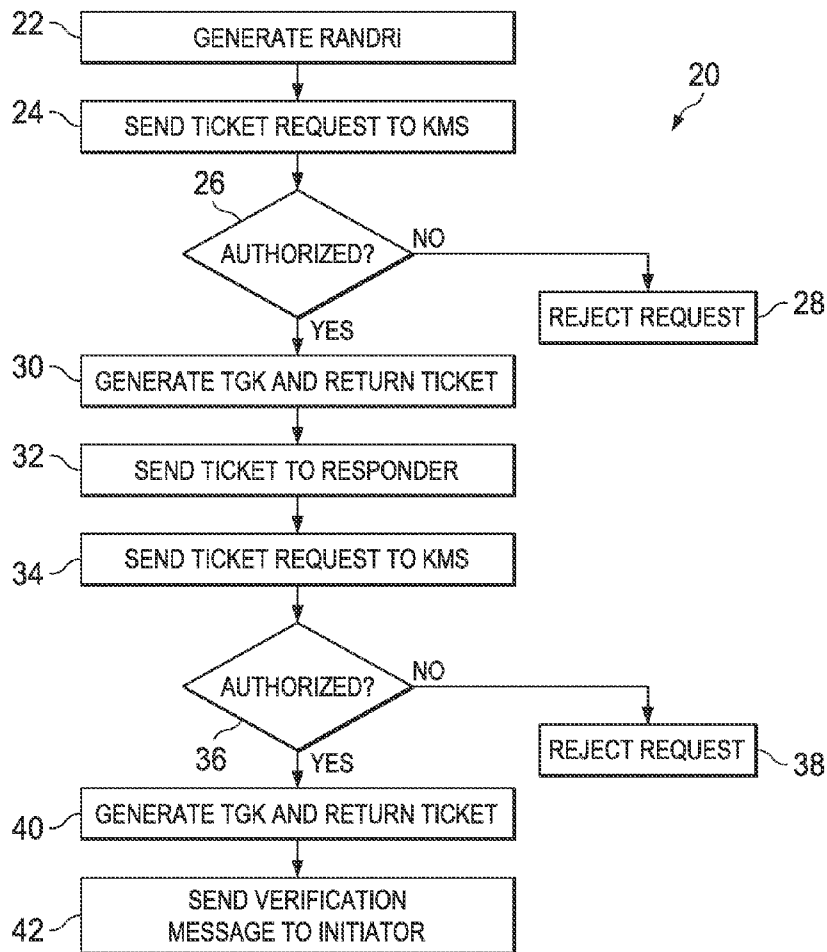 22
GENERATE RANDRi
20
24
SEND TICKET REQUEST TO KMS
26
AUTHORIZED?
NO
YES
REJECT REQUEST
28
30
GENERATE TGK AND RETURN TICKET
32
SEND TICKET TO RESPONDER
34
SEND TICKET REQUEST TO KMS
AUTHORIZED?
NO
36
YES
REJECT REQUEST
38
40
GENERATE TGK AND RETURN TICKET
42
SEND VERIFICATION
MESSAGE TO INITIATOR